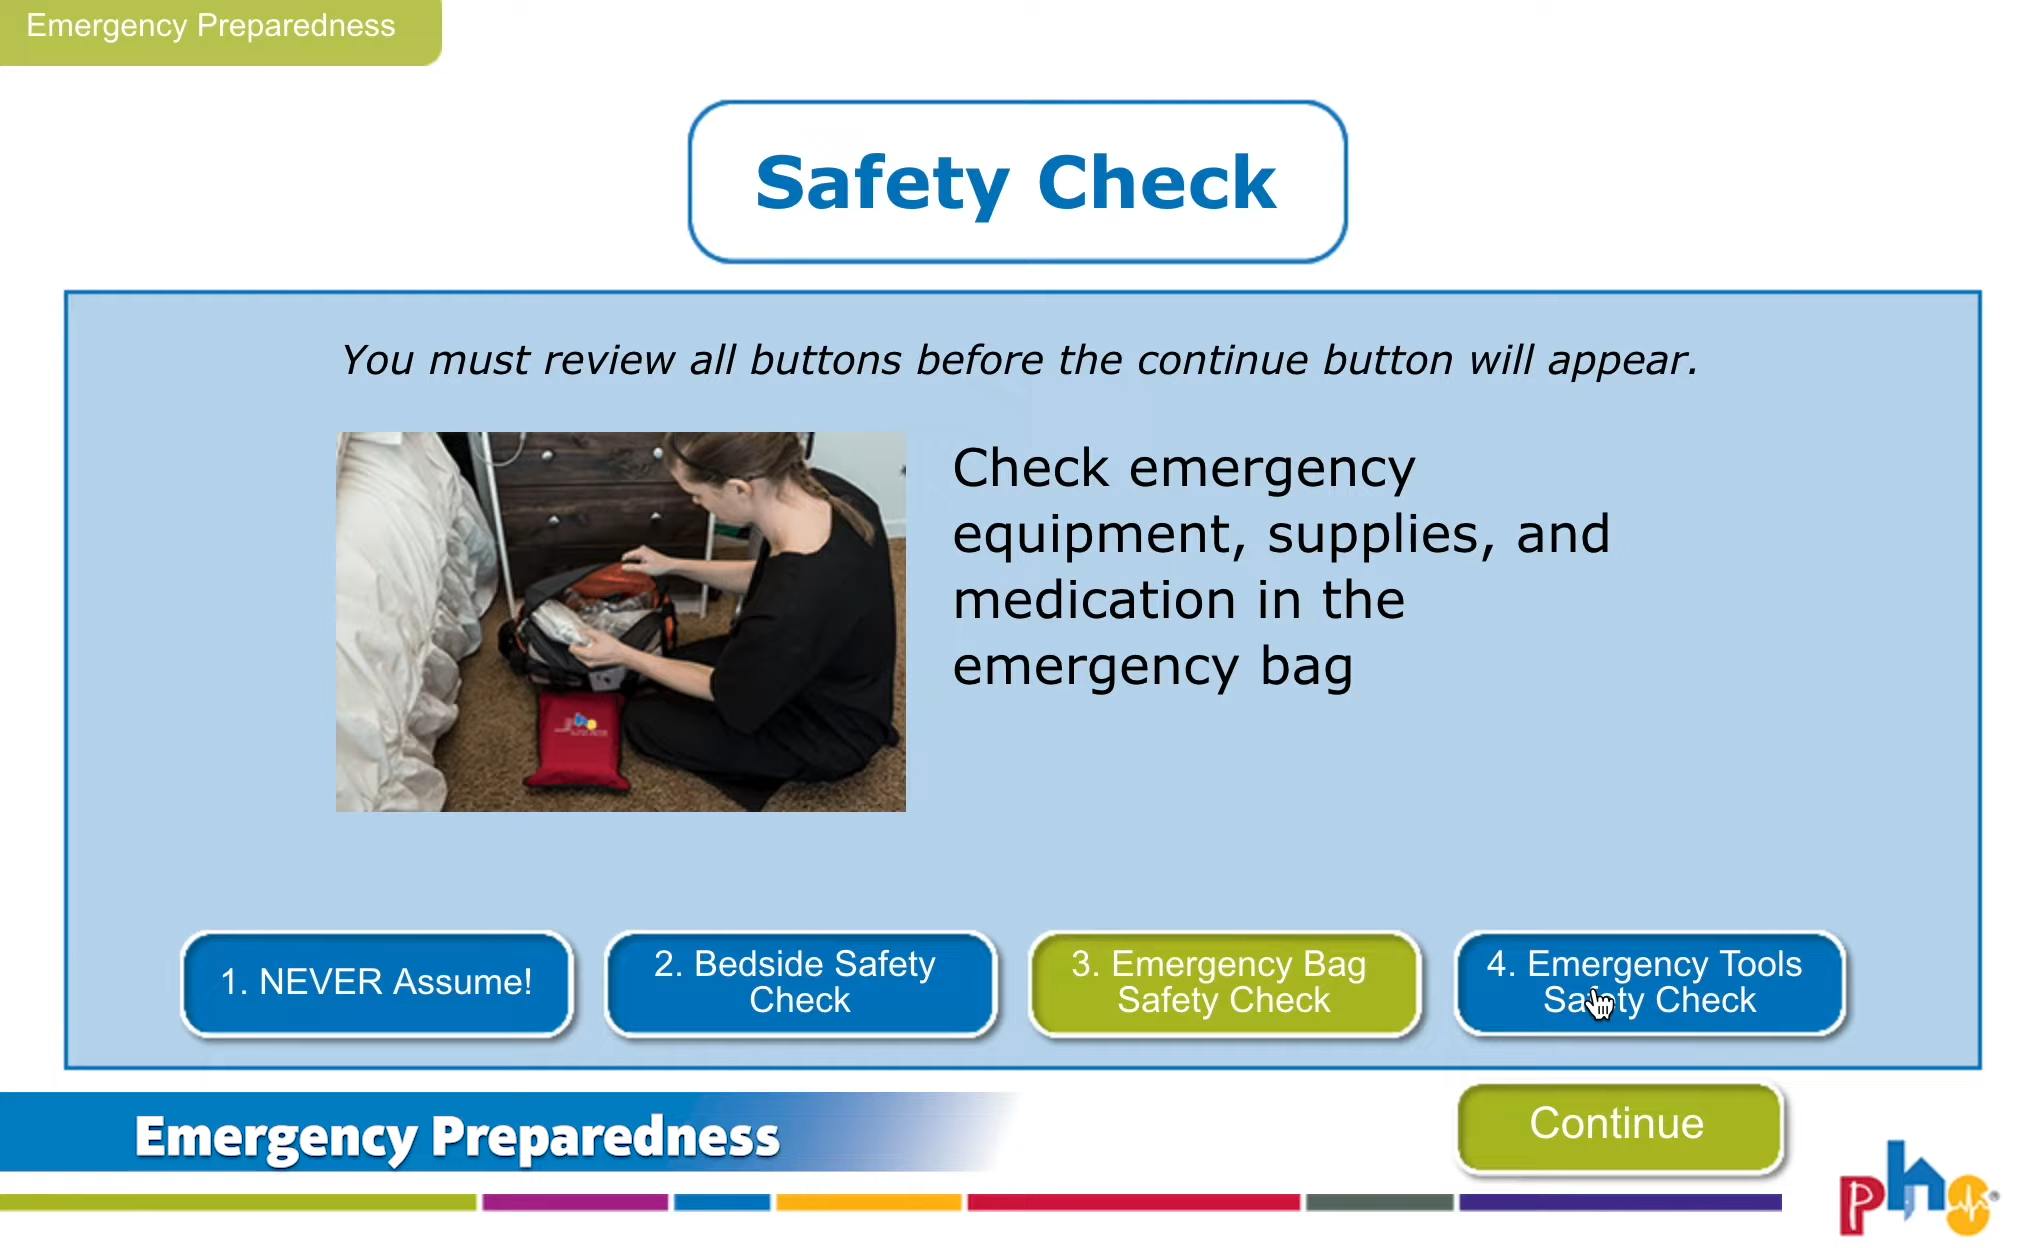 Emergency Preparedness
Safety Check
You must review all buttons before the continue button will appear.
Check emergency
equipment, supplies, and
medication in the
emergency bag
1. NEVER Assume!
2. Bedside Safety
Check
3. Emergency Bag
Safety Check
4. Emergency Tools
Safety Check
Continue
Emergency Preparedness
pho